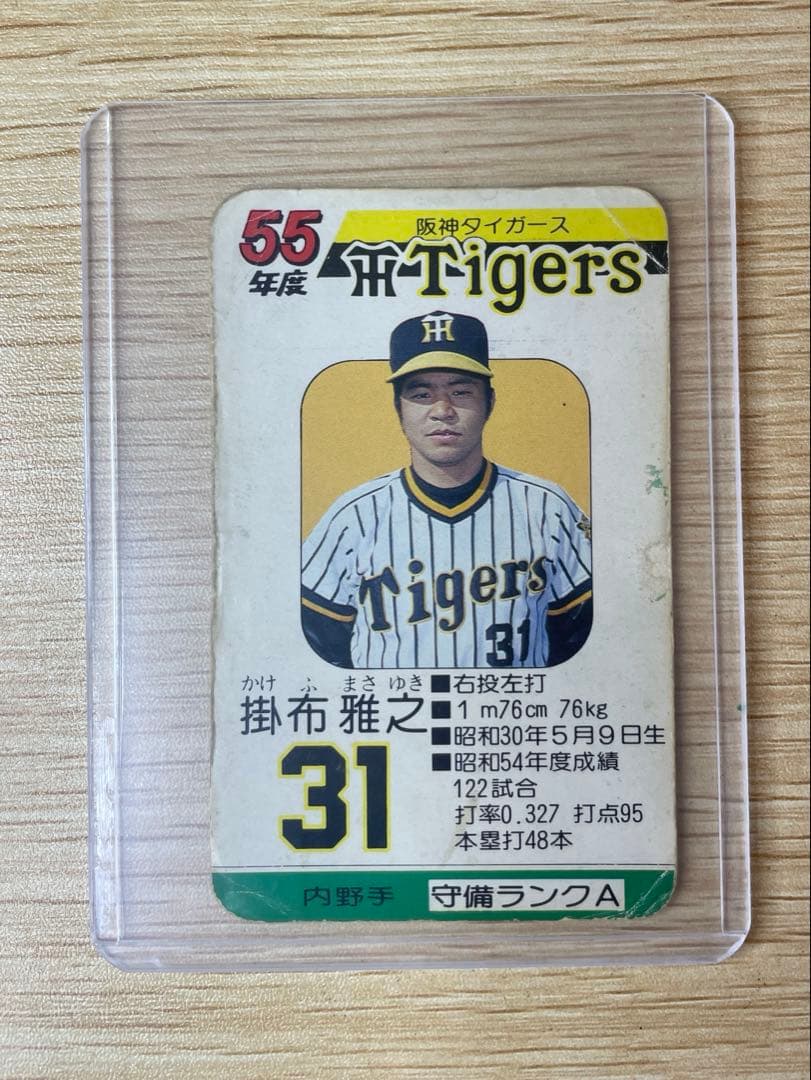 55
年度
阪神タイガース
HT Tigers
HT
Tigers
31
かけ ふ まさ ゆき
掛布雅之
31
■右投左打
■1m76cm 76kg
■昭和30年5月9日生
■昭和54年度成績
122試合
打率0.327 打点95
本塁打48本
内野手 守備ランクA